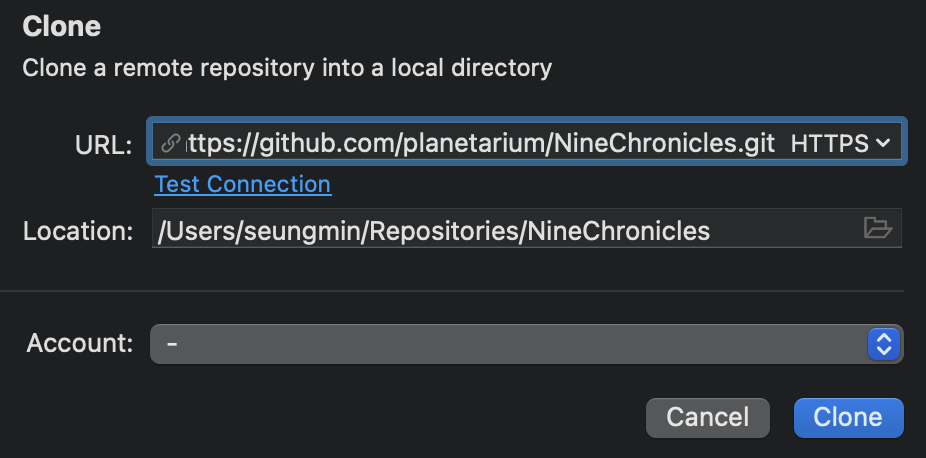 Clone
Clone a remote repository into a local directory
URL: ttps://github.com/planetarium/NineChronicles.git HTTPS
Test Connection
Location: /Users/seungmin/Repositories/NineChronicles
Account: -
Cancel Clone